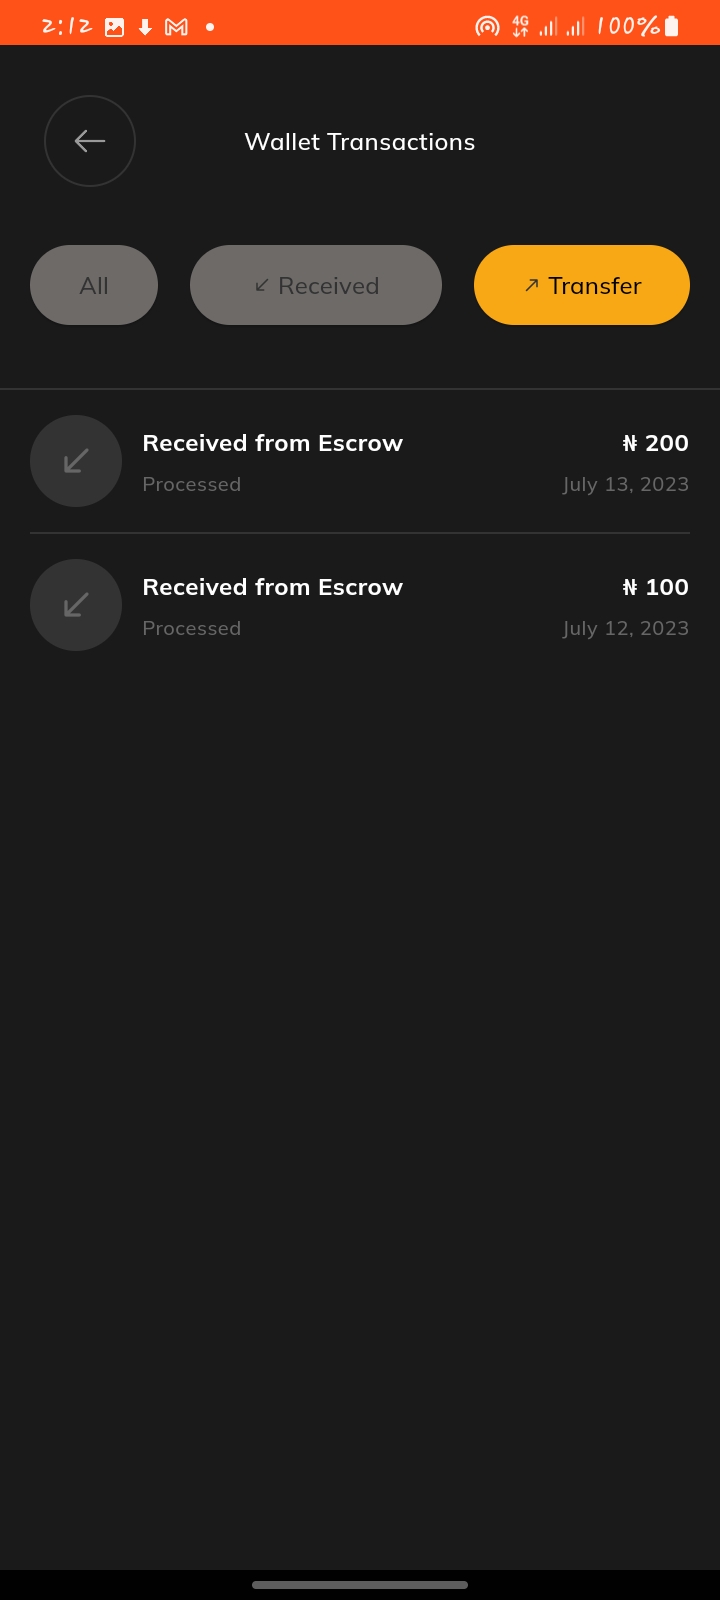 2:12 4G 100%
Wallet Transactions
All Received Transfer
Received from Escrow ₦ 200
Processed July 13, 2023
Received from Escrow ₦ 100
Processed July 12, 2023